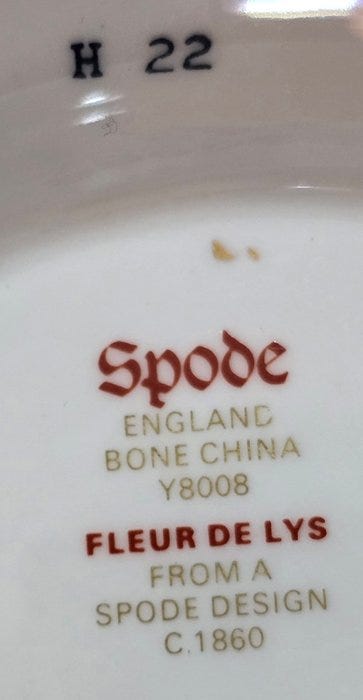 H 22
Spode
ENGLAND
BONE CHINA
Y8008
FLEUR DE LYS
FROM A
SPODE DESIGN
C.1860